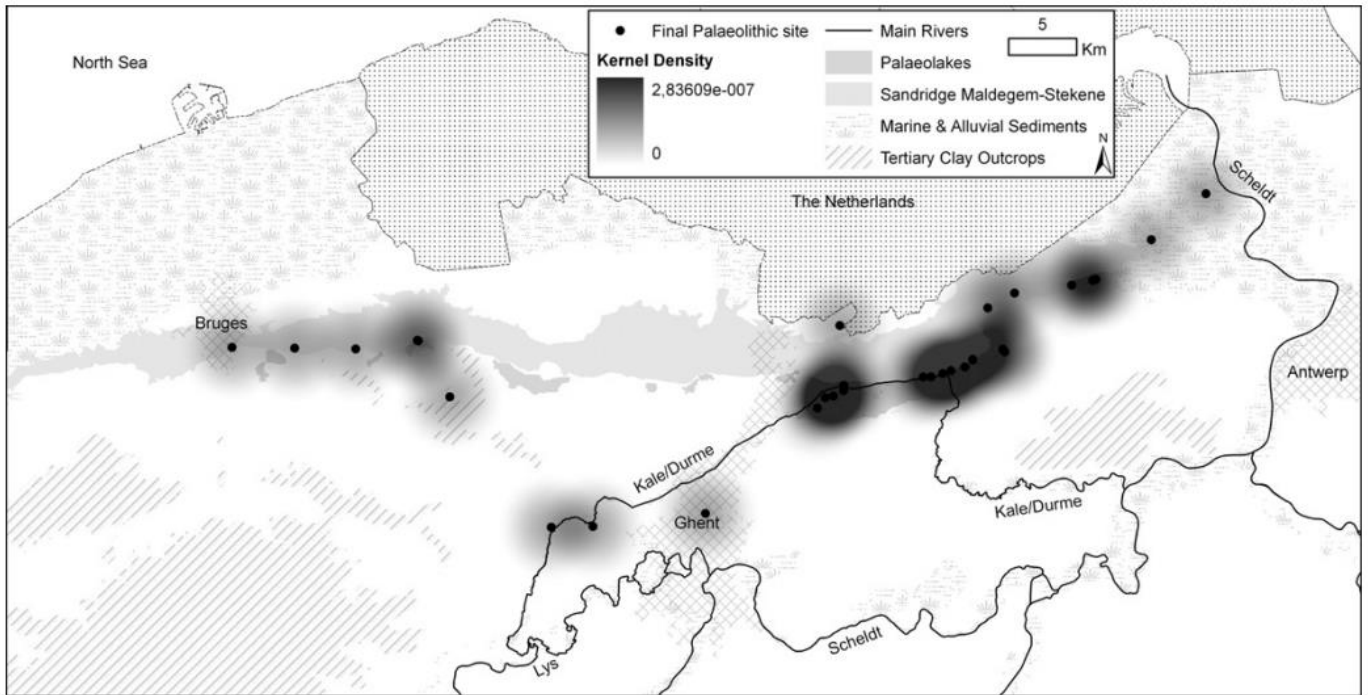 North Sea
Final Palaeolithic site
Kernel Density
2,83609e-007
0
Main Rivers
5
Km
Palaeolakes
Sandridge Maldegem-Stekene
Marine & Alluvial Sediments
Tertiary Clay Outcrops
N
The Netherlands
Scheldt
Bruges
Antwerp
Kale/Durme
Ghent
Kale/Durme
Scheldt
Lys